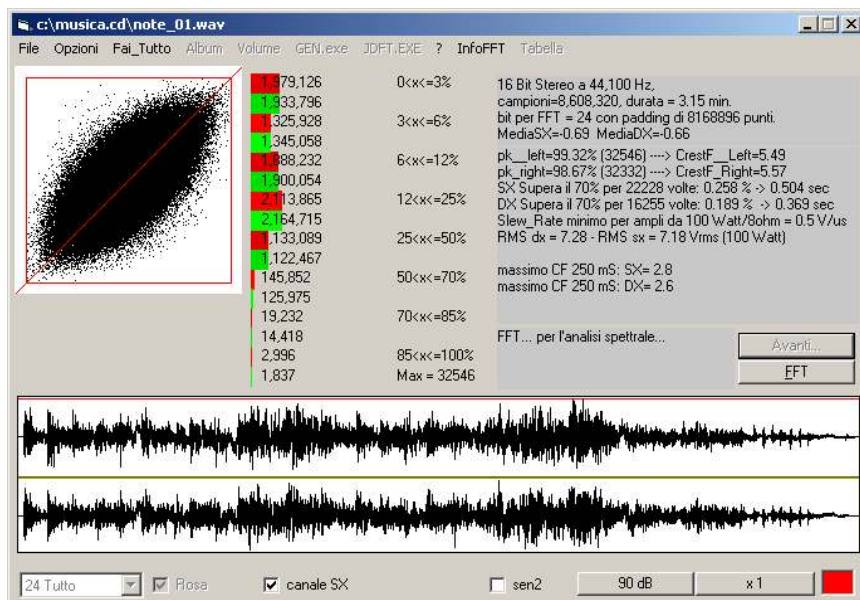 c:\musica.cd\note_01.wav
File Opzioni Fai_Tutto Album Volume GEN.exe JDFT.EXE ? InfoFFT Tabella
1,979,126 0<x<=3%
1,933,796
1,325,928 3<x<=6%
1,345,058
1,888,232 6<x<=12%
1,900,054
2,113,865 12<x<=25%
2,164,715
1,133,089 25<x<=50%
1,122,467
145,852 50<x<=70%
125,975
19,232 70<x<=85%
14,418
2,996 85<x<=100%
1,837 Max = 32546
16 Bit Stereo a 44,100 Hz,
campioni=8,608,320, durata = 3.15 min.
bit per FFT = 24 con padding di 8168896 punti.
MediaSX=-0.69 MediaDX=-0.66
pk__left=99.32% (32546) ----> CrestF__Left=5.49
pk_right=98.67% (32332) ----> CrestF_Right=5.57
SX Supera il 70% per 22228 volte: 0.258 % -> 0.504 sec
DX Supera il 70% per 16255 volte: 0.189 % -> 0.369 sec
Slew_Rate minimo per ampli da 100 Watt/8ohm = 0.5 V/us
RMS dx = 7.28 - RMS sx = 7.18 Vrms (100 Watt)
massimo CF 250 mS: SX= 2.8
massimo CF 250 mS: DX= 2.6
FFT... per l'analisi spettrale...
Avanti...
FFT
24 Tutto Rosa canale SX sen2 90 dB x 1